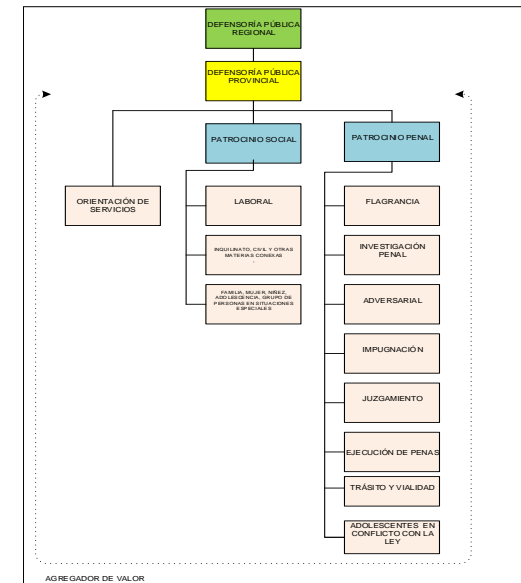 DEFENSORÍA PÚBLICA
REGIONAL
DEFENSORÍA PÚBLICA
PROVINCIAL
PATROCINIO SOCIAL
PATROCINIO PENAL
ORIENTACIÓN DE
SERVICIOS
LABORAL
INQUILINATO, CIVIL Y OTRAS
MATERIAS CONEXAS
.
FAMILIA, MUJER, NIÑEZ,
ADOLESCENCIA, GRUPO DE
PERSONAS EN SITUACIONES
ESPECIALES
FLAGRANCIA
INVESTIGACIÓN
PENAL
ADVERSARIAL
IMPUGNACIÓN
JUZGAMIENTO
EJECUCIÓN DE PENAS
TRÁSITO Y VIALIDAD
ADOLESCENTES EN
CONFLICTO CON LA
LEY
AGREGADOR DE VALOR